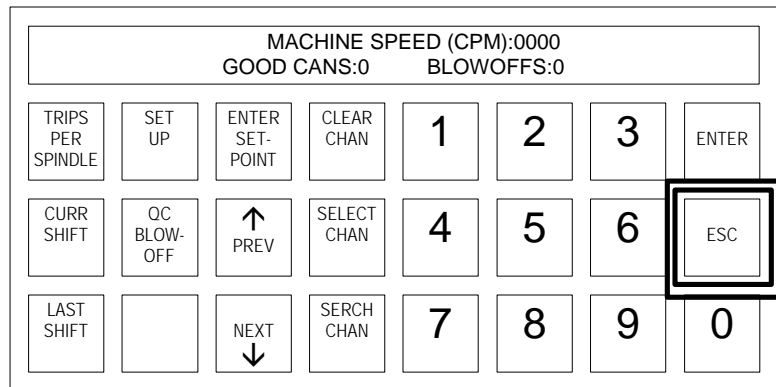 MACHINE SPEED (CPM):0000
GOOD CANS:0 BLOWOFFS:0
TRIPS
PER
SPINDLE
SET
UP
ENTER
SET-
POINT
CLEAR
CHAN
1
2
3
ENTER
CURR
SHIFT
QC
BLOW-
OFF
↑
PREV
SELECT
CHAN
4
5
6
ESC
LAST
SHIFT
NEXT
↓
SERCH
CHAN
7
8
9
0